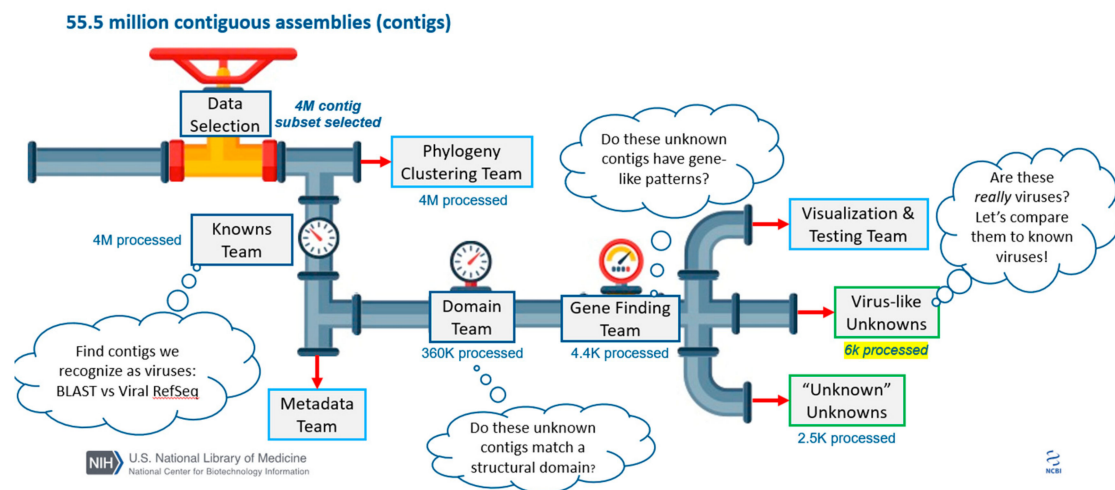 55.5 million contiguous assemblies (contigs)
Data
Selection
4M contig
subset selected
Phylogeny
Clustering Team
4M processed
Do these unknown
contigs have gene-
like patterns?
Are these
really viruses?
Let's compare
them to known
viruses!
Visualization &
Testing Team
4M processed
Knowns
Team
Domain
Team
360K processed
Gene Finding
Team
4.4K processed
Virus-like
Unknowns
6k processed
Find contigs we
recognize as viruses:
BLAST vs Viral RefSeq
Metadata
Team
Do these unknown
contigs match a
structural domain?
"Unknown"
Unknowns
2.5K processed
NIH
U.S. National Library of Medicine
National Center for Biotechnology Information
NCBI